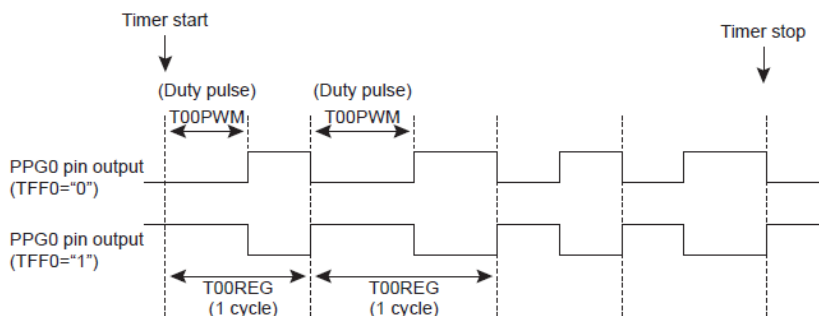 Timer start
Timer stop
(Duty pulse)
(Duty pulse)
T00PWM
T00PWM
PPG0 pin output
(TFF0=“0”)
PPG0 pin output
(TFF0=“1”)
T00REG
(1 cycle)
T00REG
(1 cycle)